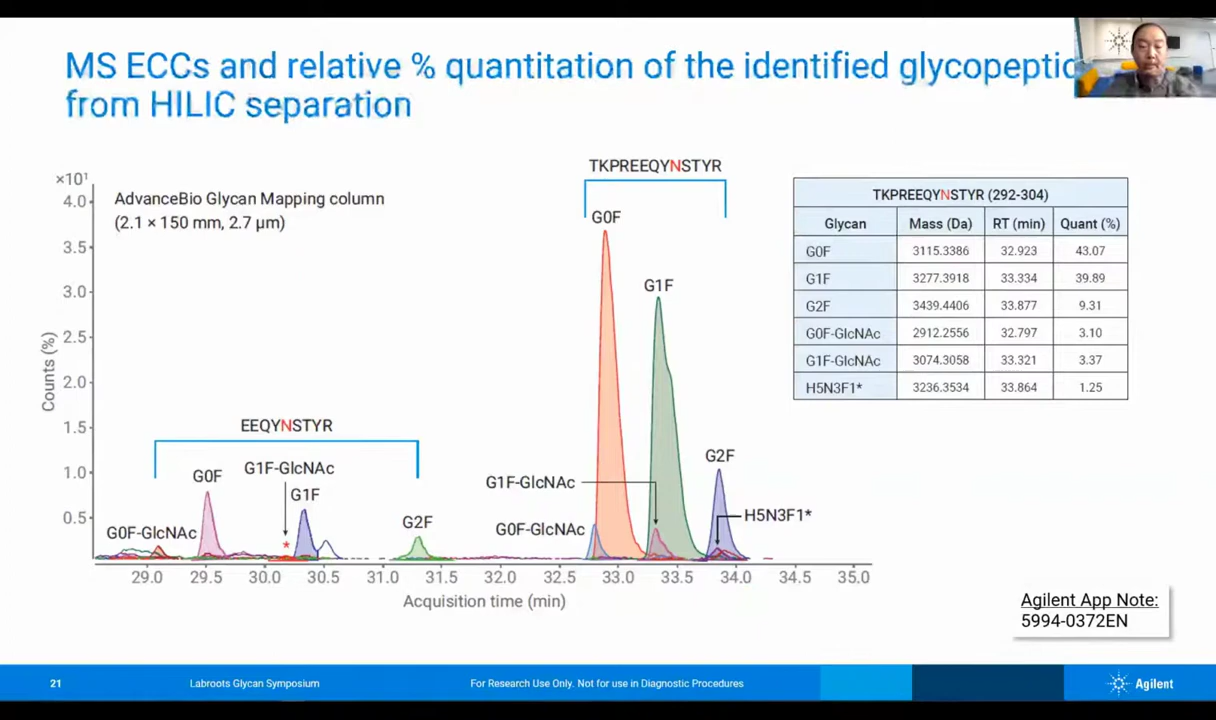 MS ECCs and relative % quantitation of the identified
from HILIC separation
×10¹
4.0
3.5
3.0
2.5
2.0
1.5
1.0
0.5
Counts (%)
AdvanceBio Glycan Mapping column
(2.1 × 150 mm, 2.7 µm)
TKPREEQYNSTYR
G0F
G1F
G2F
G1F-GlcNAc
G0F-GlcNAc
H5N3F1*
EEQYNSTYR
G0F
G1F-GlcNAc
G1F
G0F-GlcNAc
*
G2F
29.0 29.5 30.0 30.5 31.0 31.5 32.0 32.5 33.0 33.5 34.0 34.5 35.0
Acquisition time (min)
TKPREEQYNSTYR (292-304)
Glycan Mass (Da) RT (min) Quant (%)
G0F 3115.3386 32.923 43.07
G1F 3277.3918 33.334 39.89
G2F 3439.4406 33.877 9.31
G0F-GlcNAc 2912.2556 32.797 3.10
G1F-GlcNAc 3074.3058 33.321 3.37
H5N3F1* 3236.3534 33.864 1.25
Agilent App Note:
5994-0372EN
21 Labroots Glycan Symposium For Research Use Only. Not for use in Diagnostic Procedures Agilent